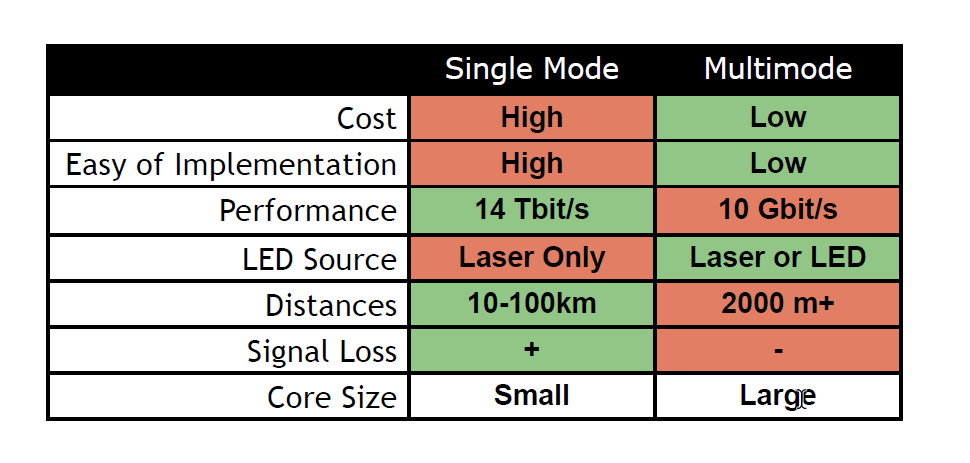 Single Mode Multimode
Cost High Low
Easy of Implementation High Low
Performance 14 Tbit/s 10 Gbit/s
LED Source Laser Only Laser or LED
Distances 10-100km 2000 m+
Signal Loss + -
Core Size Small Large